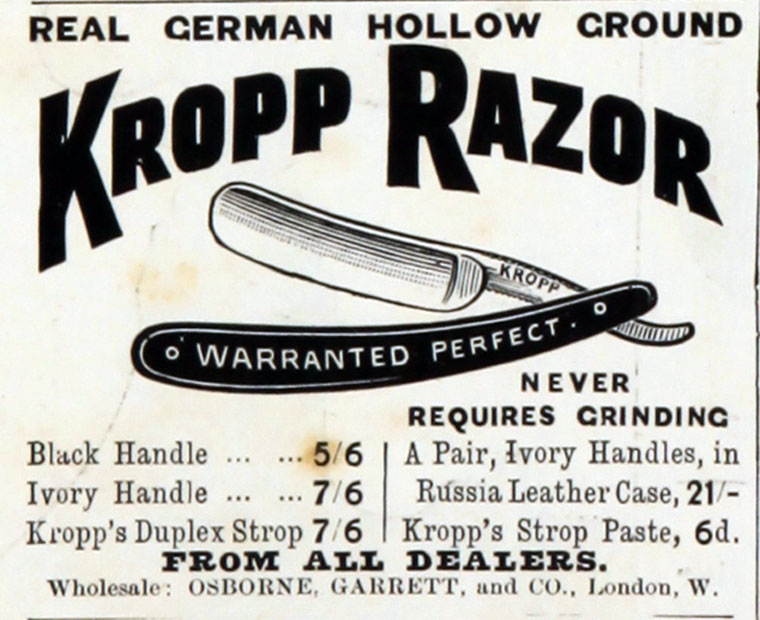 REAL GERMAN HOLLOW GROUND
KROPP RAZOR
KROPP
WARRANTED PERFECT.
NEVER
REQUIRES GRINDING
Black Handle ... ... 5/6
Ivory Handle ... ... 7/6
Kropp's Duplex Strop 7/6
A Pair, Ivory Handles, in
Russia Leather Case, 21/-
Kropp's Strop Paste, 6d.
FROM ALL DEALERS.
Wholesale: OSBORNE, GARRETT, and CO., London, W.